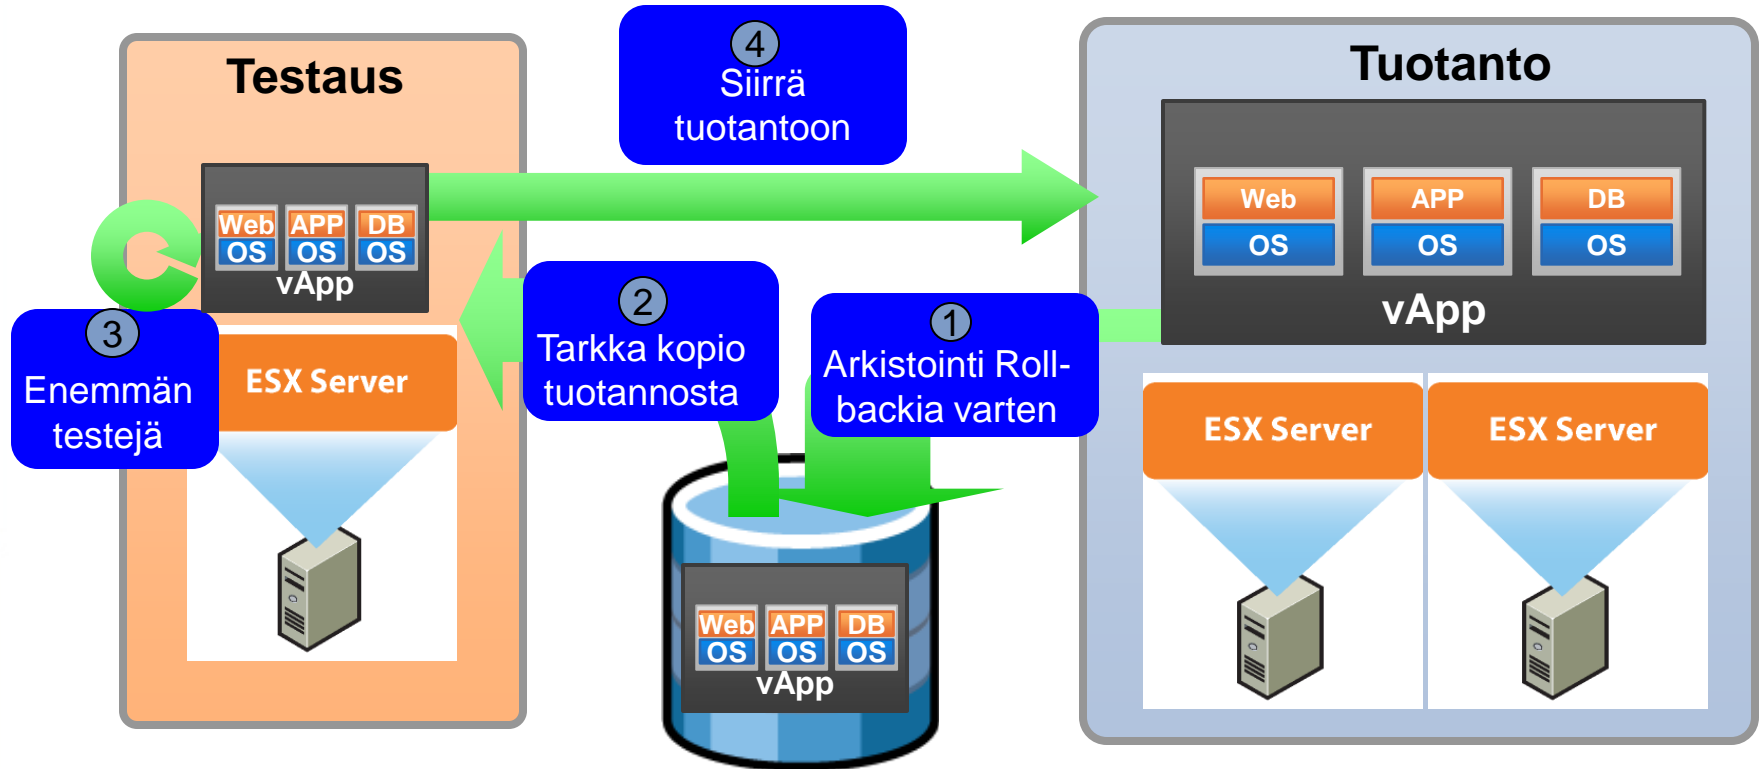 Testaus
Web APP DB
OS OS OS
vApp
3
Enemmän
testejä
ESX Server
4
Siirrä
tuotantoon
2
Tarkka kopio
tuotannosta
1
Arkistointi Roll-
backia varten
Web APP DB
OS OS OS
vApp
Tuotanto
Web APP DB
OS OS OS
vApp
ESX Server ESX Server